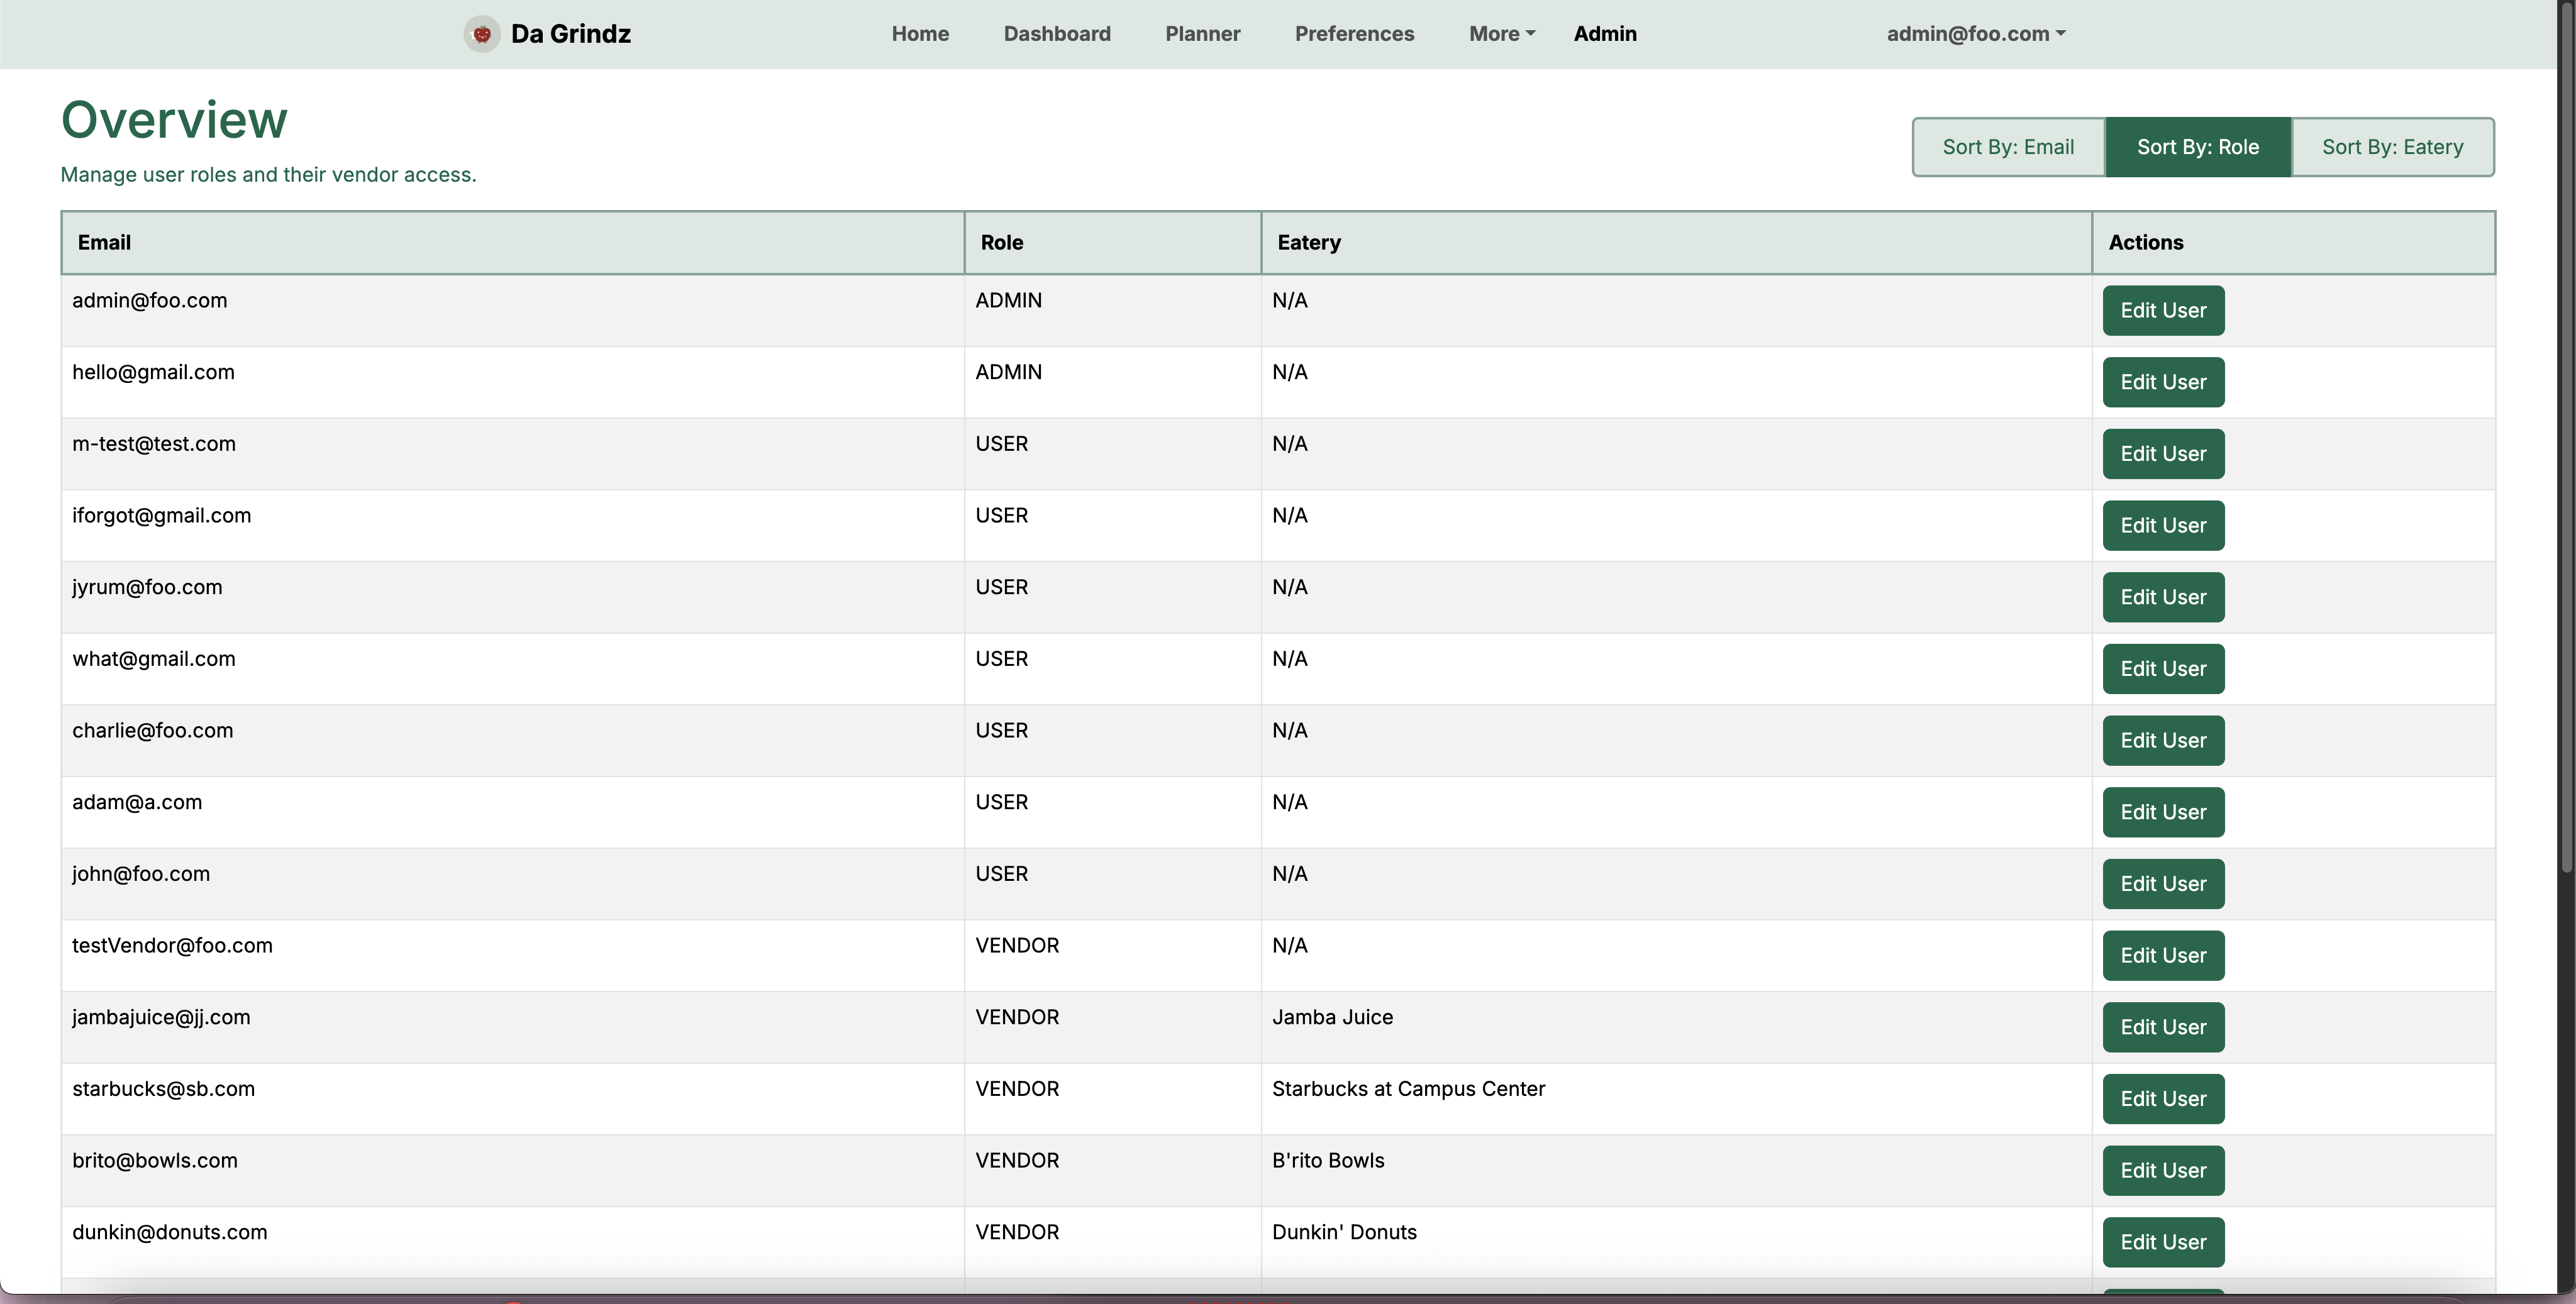 Da Grindz Home Dashboard Planner Preferences More Admin admin@foo.com
Overview
Manage user roles and their vendor access.
Sort By: Email Sort By: Role Sort By: Eatery
Email Role Eatery Actions
admin@foo.com ADMIN N/A Edit User
hello@gmail.com ADMIN N/A Edit User
m-test@test.com USER N/A Edit User
iforgot@gmail.com USER N/A Edit User
jyrum@foo.com USER N/A Edit User
what@gmail.com USER N/A Edit User
charlie@foo.com USER N/A Edit User
adam@a.com USER N/A Edit User
john@foo.com USER N/A Edit User
testVendor@foo.com VENDOR N/A Edit User
jambajuice@jj.com VENDOR Jamba Juice Edit User
starbucks@sb.com VENDOR Starbucks at Campus Center Edit User
brito@bowls.com VENDOR B'rito Bowls Edit User
dunkin@donuts.com VENDOR Dunkin' Donuts Edit User